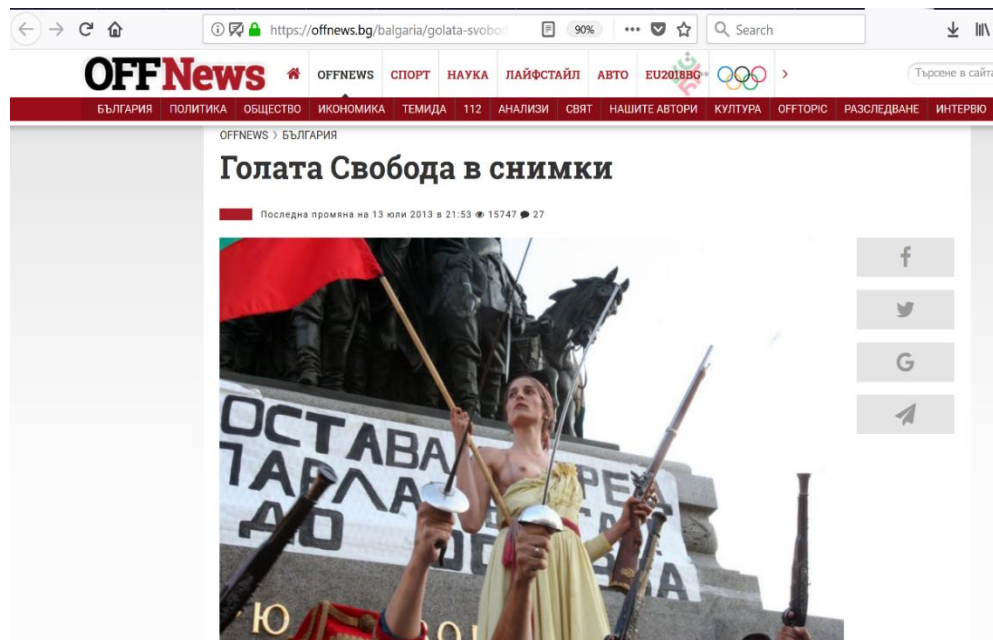 https://offnews.bg/balgaria/golata-svobod
90%
Search
OFFNews
OFFNEWS СПОРТ НАУКА ЛАЙФСТАЙЛ АВТО EU2018BG
Търсене в сайта
БЪЛГАРИЯ ПОЛИТИКА ОБЩЕСТВО ИКОНОМИКА ТЕМИДА 112 АНАЛИЗИ СВЯТ НАШИТЕ АВТОРИ КУЛТУРА OFFTOPIC РАЗСЛЕДВАНЕ ИНТЕРВЮ
OFFNEWS > БЪЛГАРИЯ
Голата Свобода в снимки
Последна промяна на 13 юли 2013 в 21:53 15747 27
ОСТАВА
ДО